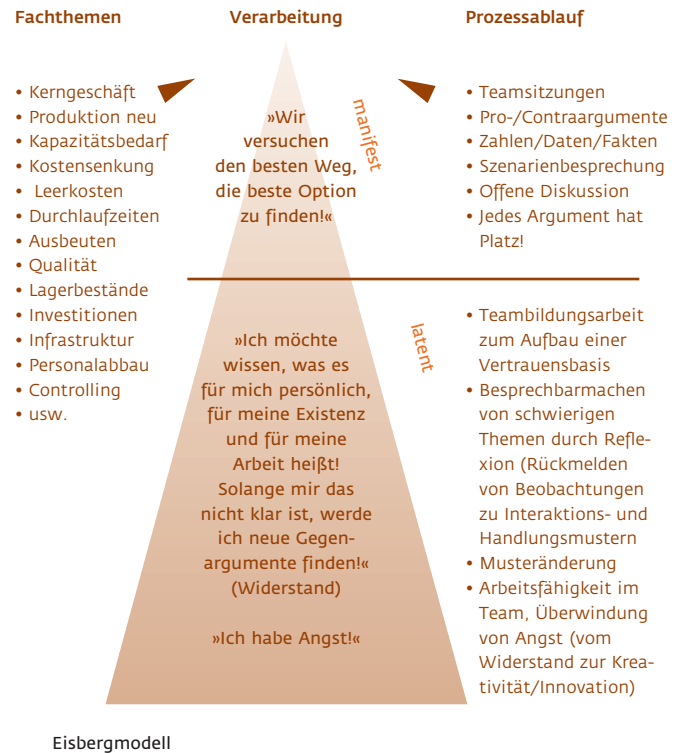 Fachthemen
• Kerngeschäft
• Produktion neu
• Kapazitätsbedarf
• Kostensenkung
• Leerkosten
• Durchlaufzeiten
• Ausbeuten
• Qualität
• Lagerbestände
• Investitionen
• Infrastruktur
• Personalabbau
• Controlling
• usw.
Verarbeitung
»Wir
versuchen
den besten Weg,
die beste Option
zu finden!«
manifest
»Ich möchte
wissen, was es
für mich persönlich,
für meine Existenz
und für meine
Arbeit heißt!
Solange mir das
nicht klar ist, werde
ich neue Gegen-
argumente finden!«
(Widerstand)
»Ich habe Angst!«
latent
Prozessablauf
• Teamsitzungen
• Pro-/Contraargumente
• Zahlen/Daten/Fakten
• Szenarienbesprechung
• Offene Diskussion
• Jedes Argument hat
Platz!
• Teambildungsarbeit
zum Aufbau einer
Vertrauensbasis
• Besprechbarmachen
von schwierigen
Themen durch Refle-
xion (Rückmelden
von Beobachtungen
zu Interaktions- und
Handlungsmustern
• Musteränderung
• Arbeitsfähigkeit im
Team, Überwindung
von Angst (vom
Widerstand zur Krea-
tivität/Innovation)
Eisbergmodell